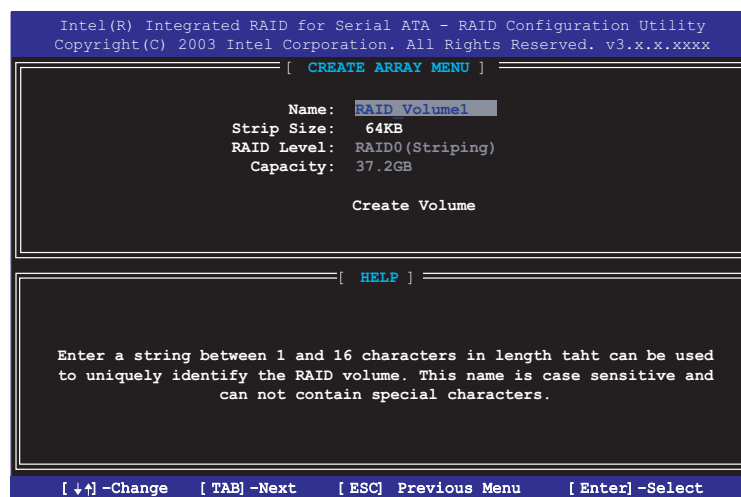 Intel(R) Integrated RAID for Serial ATA - RAID Configuration Utility
Copyright(C) 2003 Intel Corporation. All Rights Reserved. v3.x.x.xxxx
[ CREATE ARRAY MENU ]
Name: RAID_Volume1
Strip Size: 64KB
RAID Level: RAID0(Striping)
Capacity: 37.2GB
Create Volume
[ HELP ]
Enter a string between 1 and 16 characters in length taht can be used
to uniquely identify the RAID volume. This name is case sensitive and
can not contain special characters.
[↓↑]-Change [TAB]-Next [ESC] Previous Menu [Enter]-Select